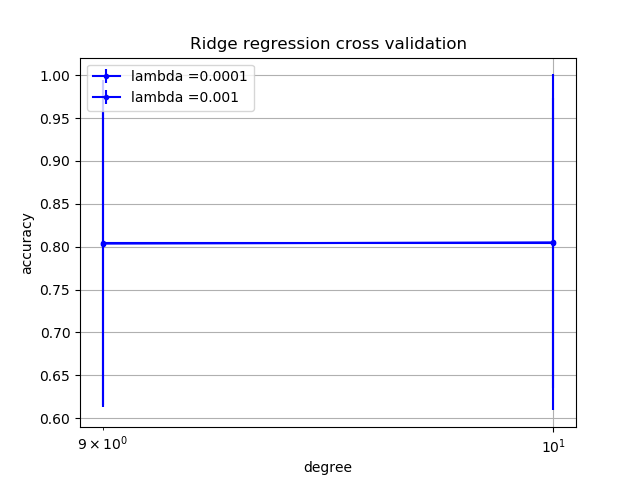 Ridge regression cross validation
lambda =0.0001
lambda =0.001
1.00
0.95
0.90
0.85
0.80
0.75
0.70
0.65
0.60
accuracy
9 × 10⁰
10¹
degree